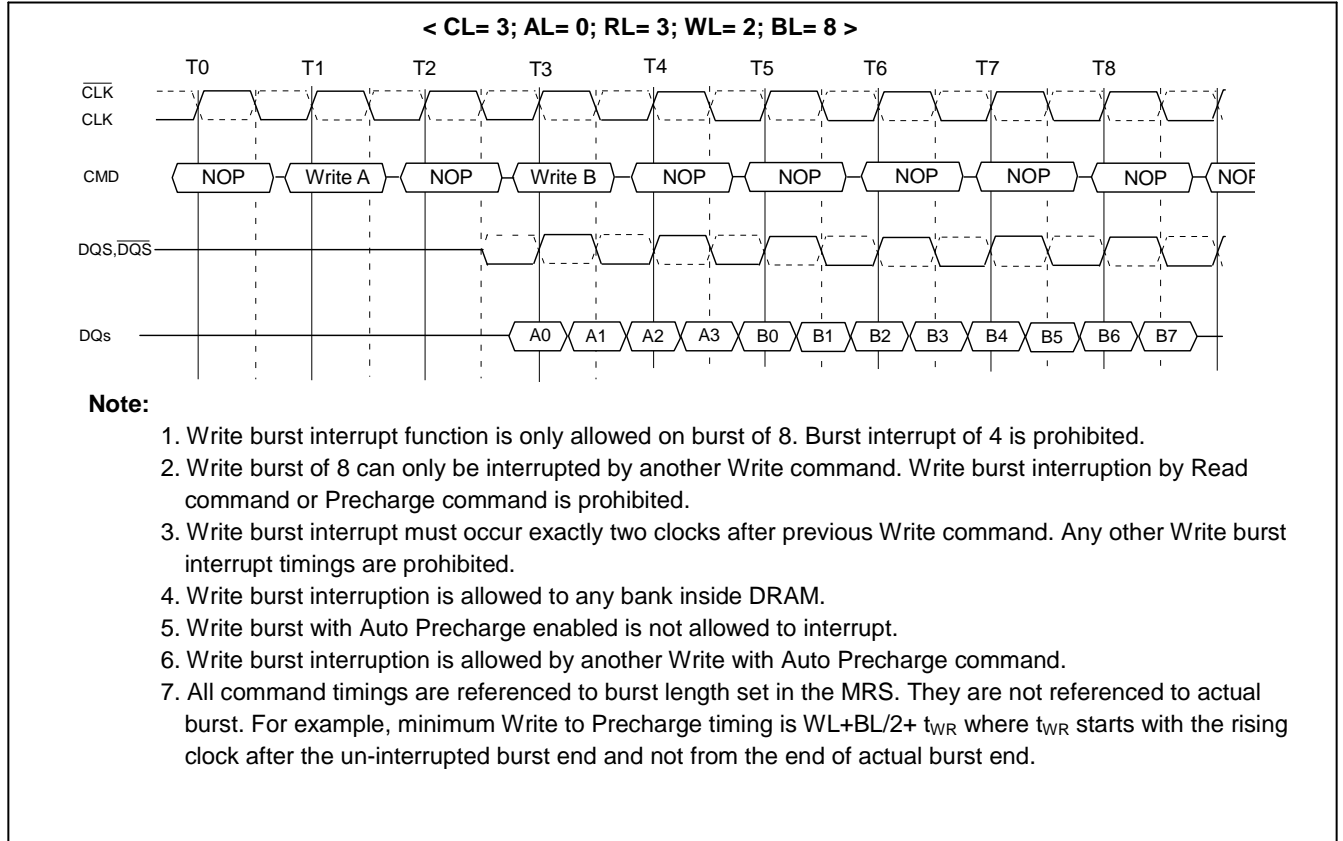 < CL= 3; AL= 0; RL= 3; WL= 2; BL= 8 >
T0 T1 T2 T3 T4 T5 T6 T7 T8
CLK
CLK
CMD NOP Write A NOP Write B NOP NOP NOP NOP NOP NOP
DQS,DQS
DQs A0 A1 A2 A3 B0 B1 B2 B3 B4 B5 B6 B7
Note:
1. Write burst interrupt function is only allowed on burst of 8. Burst interrupt of 4 is prohibited.
2. Write burst of 8 can only be interrupted by another Write command. Write burst interruption by Read
command or Precharge command is prohibited.
3. Write burst interrupt must occur exactly two clocks after previous Write command. Any other Write burst
interrupt timings are prohibited.
4. Write burst interruption is allowed to any bank inside DRAM.
5. Write burst with Auto Precharge enabled is not allowed to interrupt.
6. Write burst interruption is allowed by another Write with Auto Precharge command.
7. All command timings are referenced to burst length set in the MRS. They are not referenced to actual
burst. For example, minimum Write to Precharge timing is WL+BL/2+ tWR where tWR starts with the rising
clock after the un-interrupted burst end and not from the end of actual burst end.